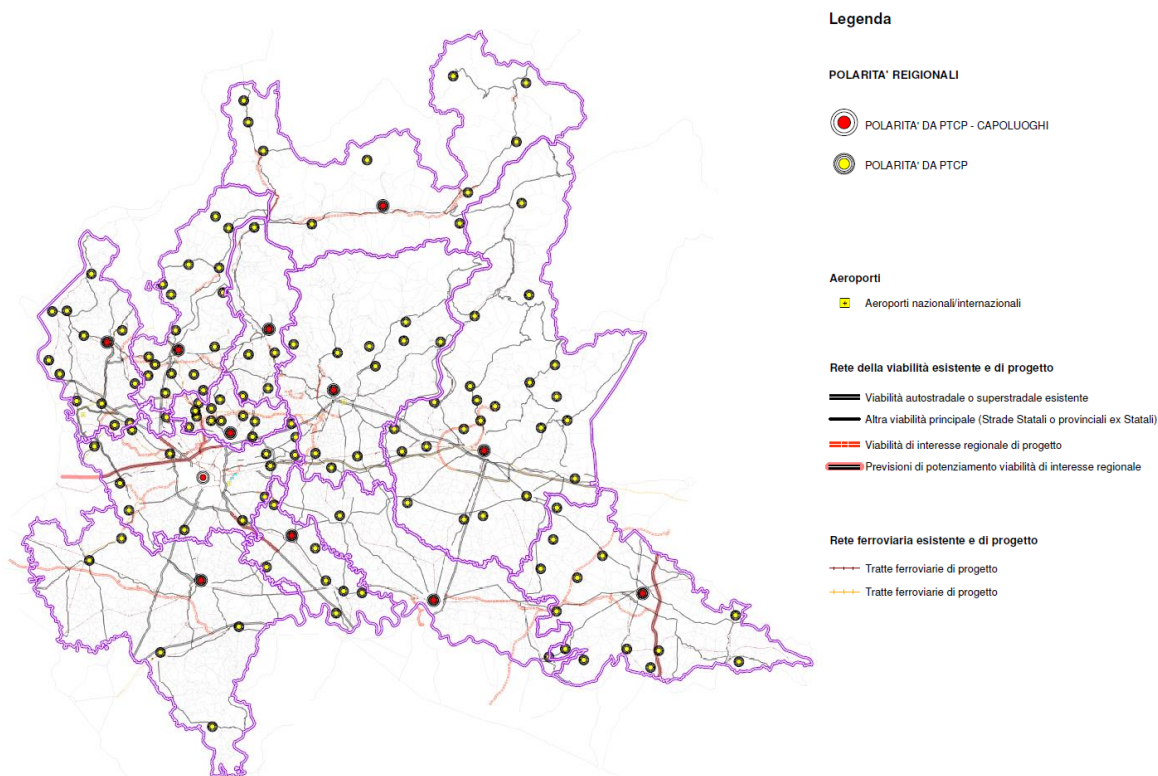 Legenda
POLARITA' REIGIONALI
POLARITA' DA PTCP - CAPOLUOGHI
POLARITA' DA PTCP
Aeroporti
Aeroporti nazionali/internazionali
Rete della viabilità esistente e di progetto
Viabilità autostradale o superstradale esistente
Altra viabilità principale (Strade Statali o provinciali ex Statali)
Viabilità di interesse regionale di progetto
Previsioni di potenziamento viabilità di interesse regionale
Rete ferroviaria esistente e di progetto
Tratte ferroviarie di progetto
Tratte ferroviarie di progetto